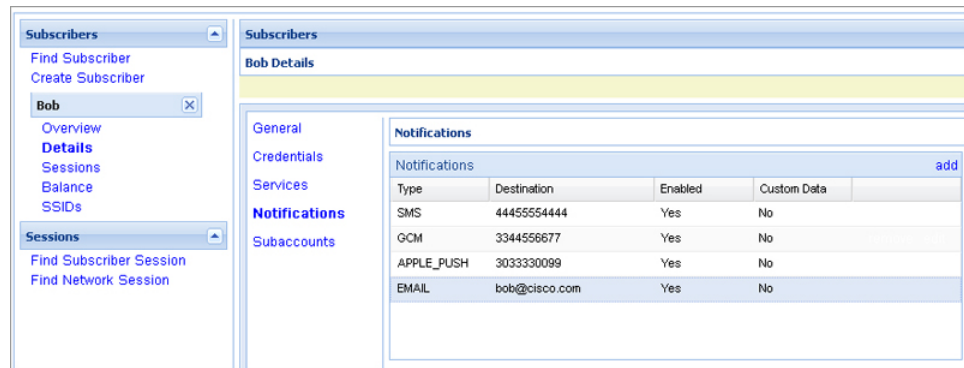 Subscribers
Find Subscriber
Create Subscriber
Bob
Overview
Details
Sessions
Balance
SSIDs
Sessions
Find Subscriber Session
Find Network Session
Subscribers
Bob Details
General
Credentials
Services
Notifications
Subaccounts
Notifications
Notifications add
Type Destination Enabled Custom Data
SMS 44455554444 Yes No
GCM 3344556677 Yes No
APPLE_PUSH 3033330099 Yes No
EMAIL bob@cisco.com Yes No